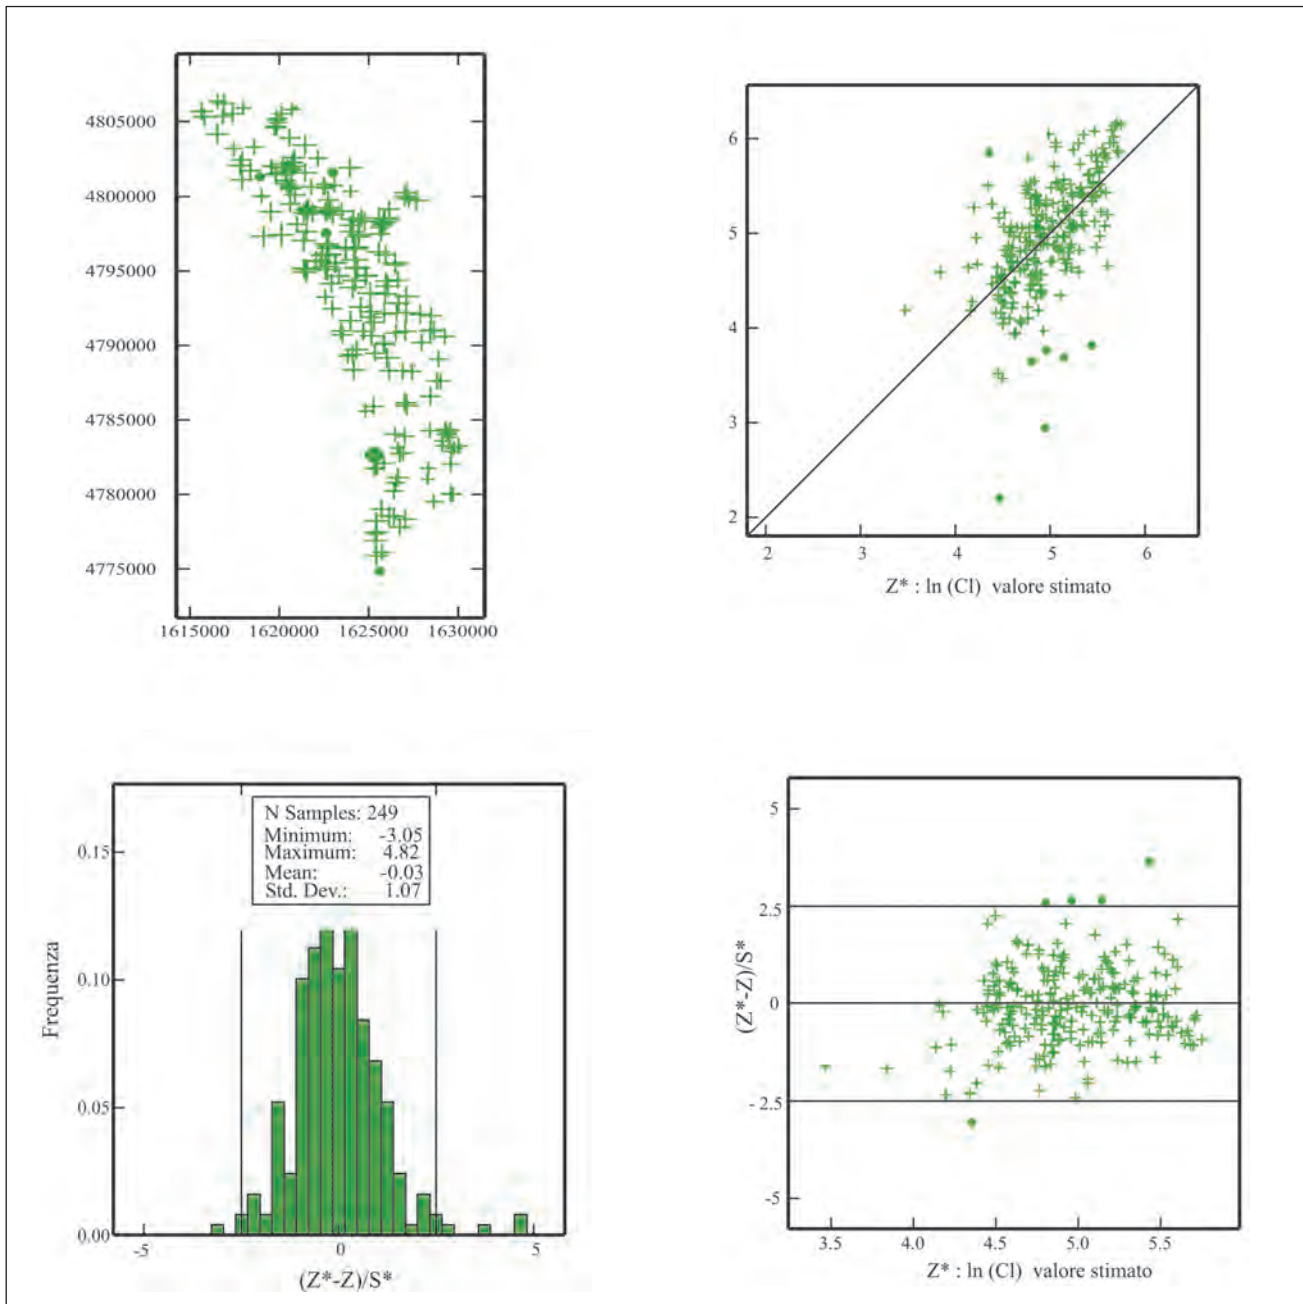 4805000
4800000
4795000
4790000
4785000
4780000
4775000
1615000 1620000 1625000 1630000
6
5
4
3
2
2 3 4 5 6
Z* : ln (Cl) valore stimato
N Samples: 249
Minimum: -3.05
Maximum: 4.82
Mean: -0.03
Std. Dev.: 1.07
0.15
0.10
0.05
0.00
Frequenza
-5 0 5
(Z*-Z)/S*
5
2.5
0
-2.5
-5
(Z*-Z)/S*
3.5 4.0 4.5 5.0 5.5
Z* : ln (Cl) valore stimato